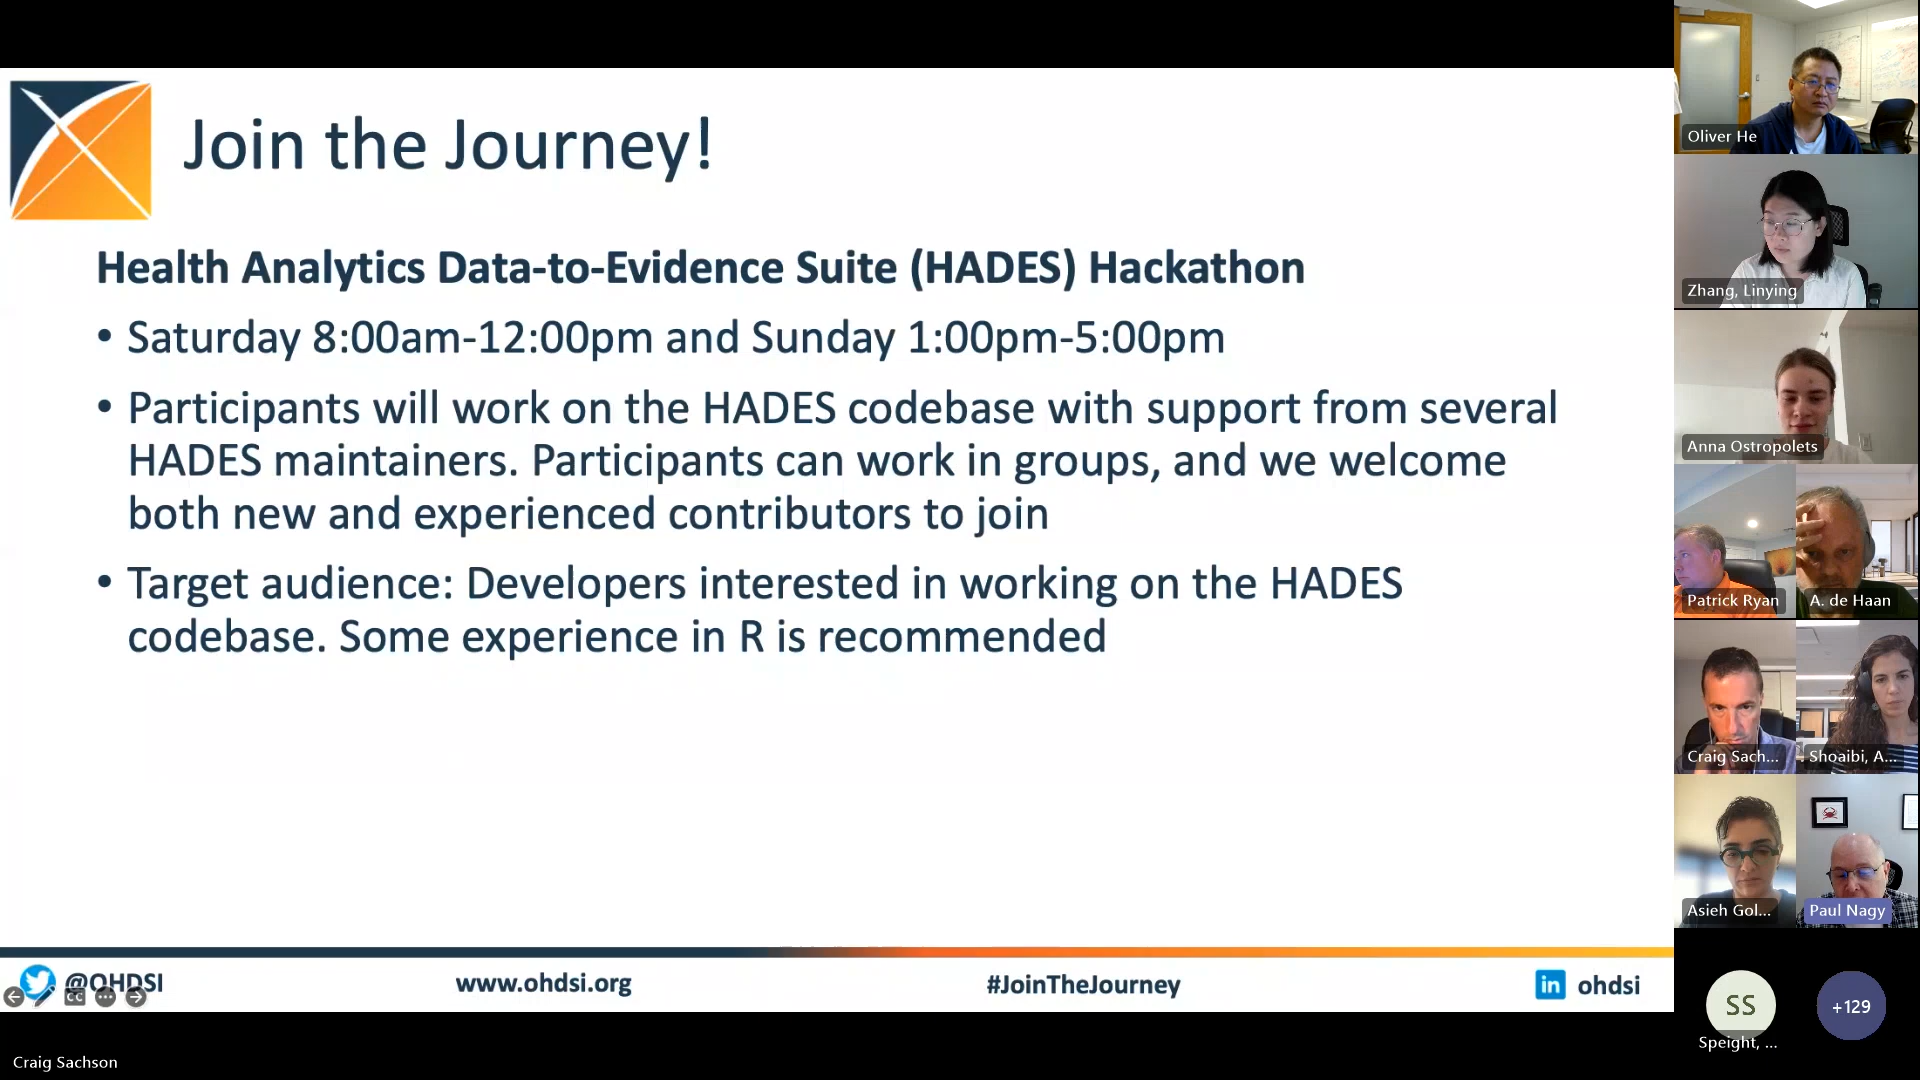 Join the Journey!
Health Analytics Data-to-Evidence Suite (HADES) Hackathon
• Saturday 8:00am-12:00pm and Sunday 1:00pm-5:00pm
• Participants will work on the HADES codebase with support from several
HADES maintainers. Participants can work in groups, and we welcome
both new and experienced contributors to join
• Target audience: Developers interested in working on the HADES
codebase. Some experience in R is recommended
@OHDSI
www.ohdsi.org
#JoinTheJourney
in ohdsi
CC
Craig Sachson
Oliver He
Zhang, Linying
Anna Ostropolets
Patrick Ryan
A. de Haan
Craig Sach...
Shoaibi, A...
Asieh Gol...
Paul Nagy
SS
Speight, ...
+129